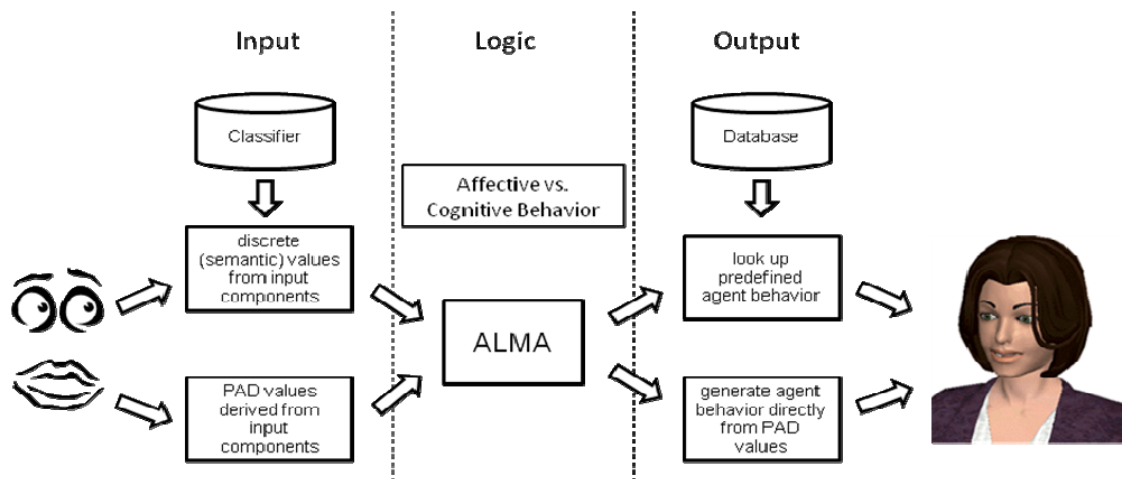 Input
Logic
Output
Classifier
Database
Affective vs.
Cognitive Behavior
discrete
(semantic) values
from input
components
look up
predefined
agent behavior
ALMA
PAD values
derived from
input
components
generate agent
behavior directly
from PAD
values